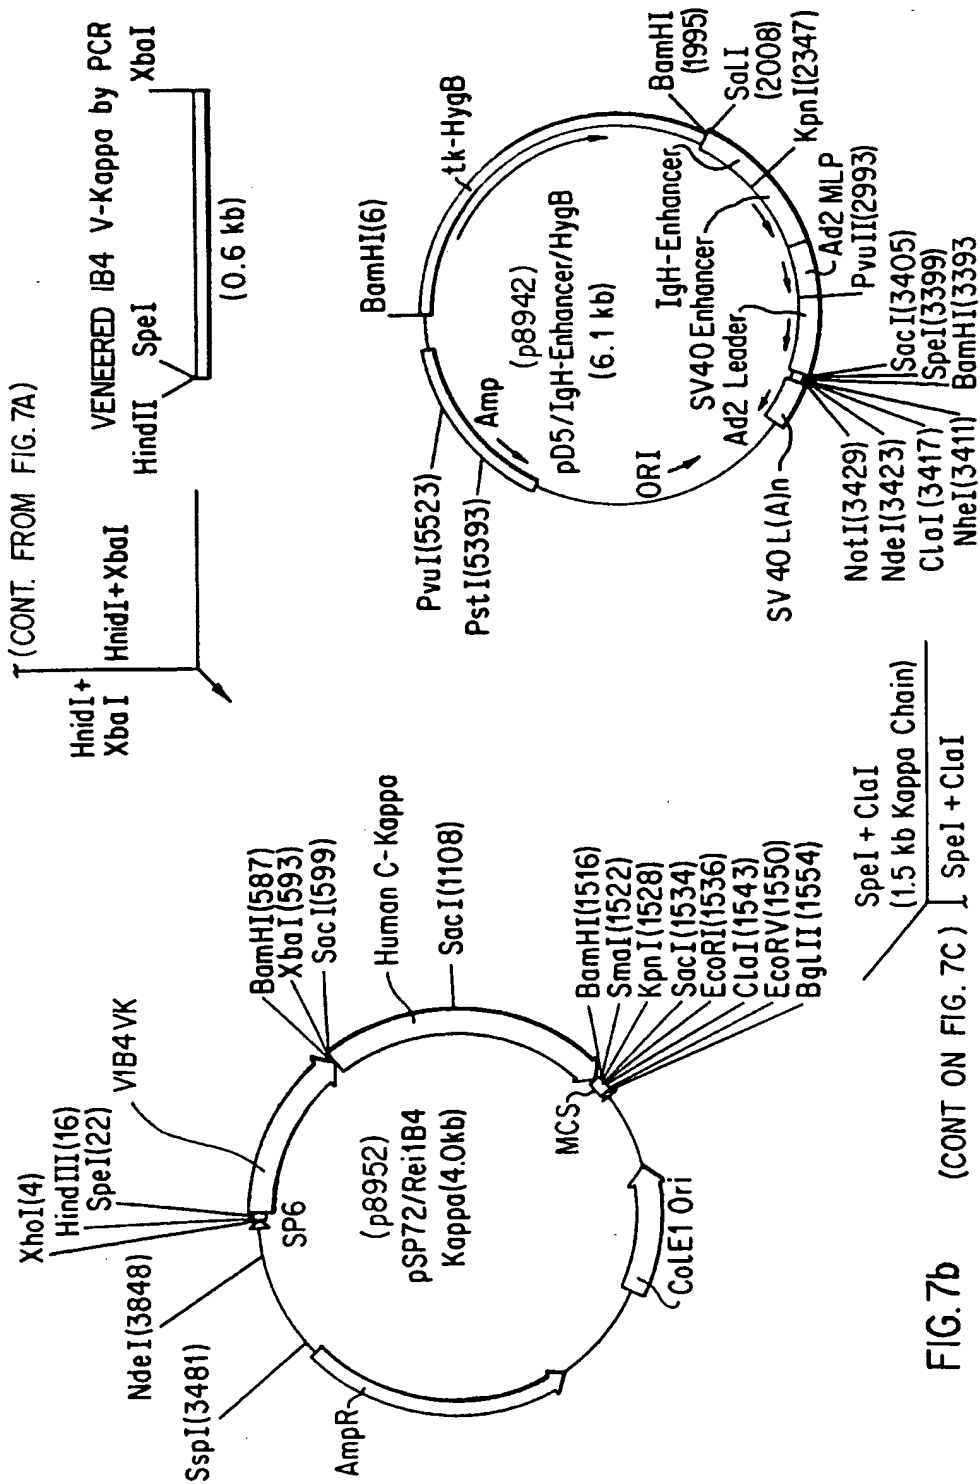 (CONT. FROM FIG. 7A)
HnidI+
XbaI
HnidI+XbaI
HindII
SpeI
VENEERED IB4 V-Kappa by PCR
XbaI
(0.6 kb)
XhoI(4)
HindIII(16)
SpeI(22)
V1B4VK
NdeI(3848)
SspI(3481)
SP6
AmpR
BamHI(587)
XbaI(593)
SacI(599)
Human C-Kappa
SacI(1108)
(p8952)
pSP72/Rei1B4
Kappa(4.0kb)
MCS
ColE1 Ori
BamHI(1516)
SmaI(1522)
KpnI(1528)
SacI(1534)
EcoRI(1536)
ClaI(1543)
EcoRV(1550)
BglII(1554)
BamHI(6)
tk-HygB
PvuI(5523)
PstI(5393)
Amp
(p8942)
pD5/IgH-Enhancer/HygB
(6.1 kb)
ORI
IgH-Enhancer
SV40 Enhancer
Ad2 Leader
BamHI
(1995)
SalI
(2008)
KpnI(2347)
Ad2 MLP
PvuII(2993)
SacI(3405)
SpeI(3399)
BamHI(3393
SV 40 L(A)n
NotI(3429)
NdeI(3423)
ClaI(3417)
NheI(3411)
SpeI + ClaI
(1.5 kb Kappa Chain)
SpeI + ClaI
(CONT ON FIG. 7C)
FIG.7b